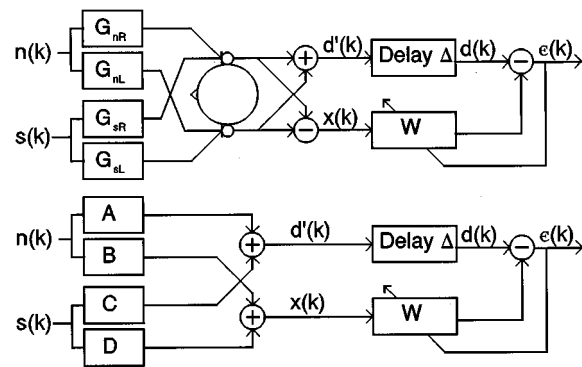 G_nR
n(k)
G_nL
G_sR
s(k)
G_sL
+ d'(k) Delay Δ d(k) − ϵ(k)
− x(k) W
A
n(k)
B
C
s(k)
D
+ d'(k) Delay Δ d(k) − ϵ(k)
+ x(k) W